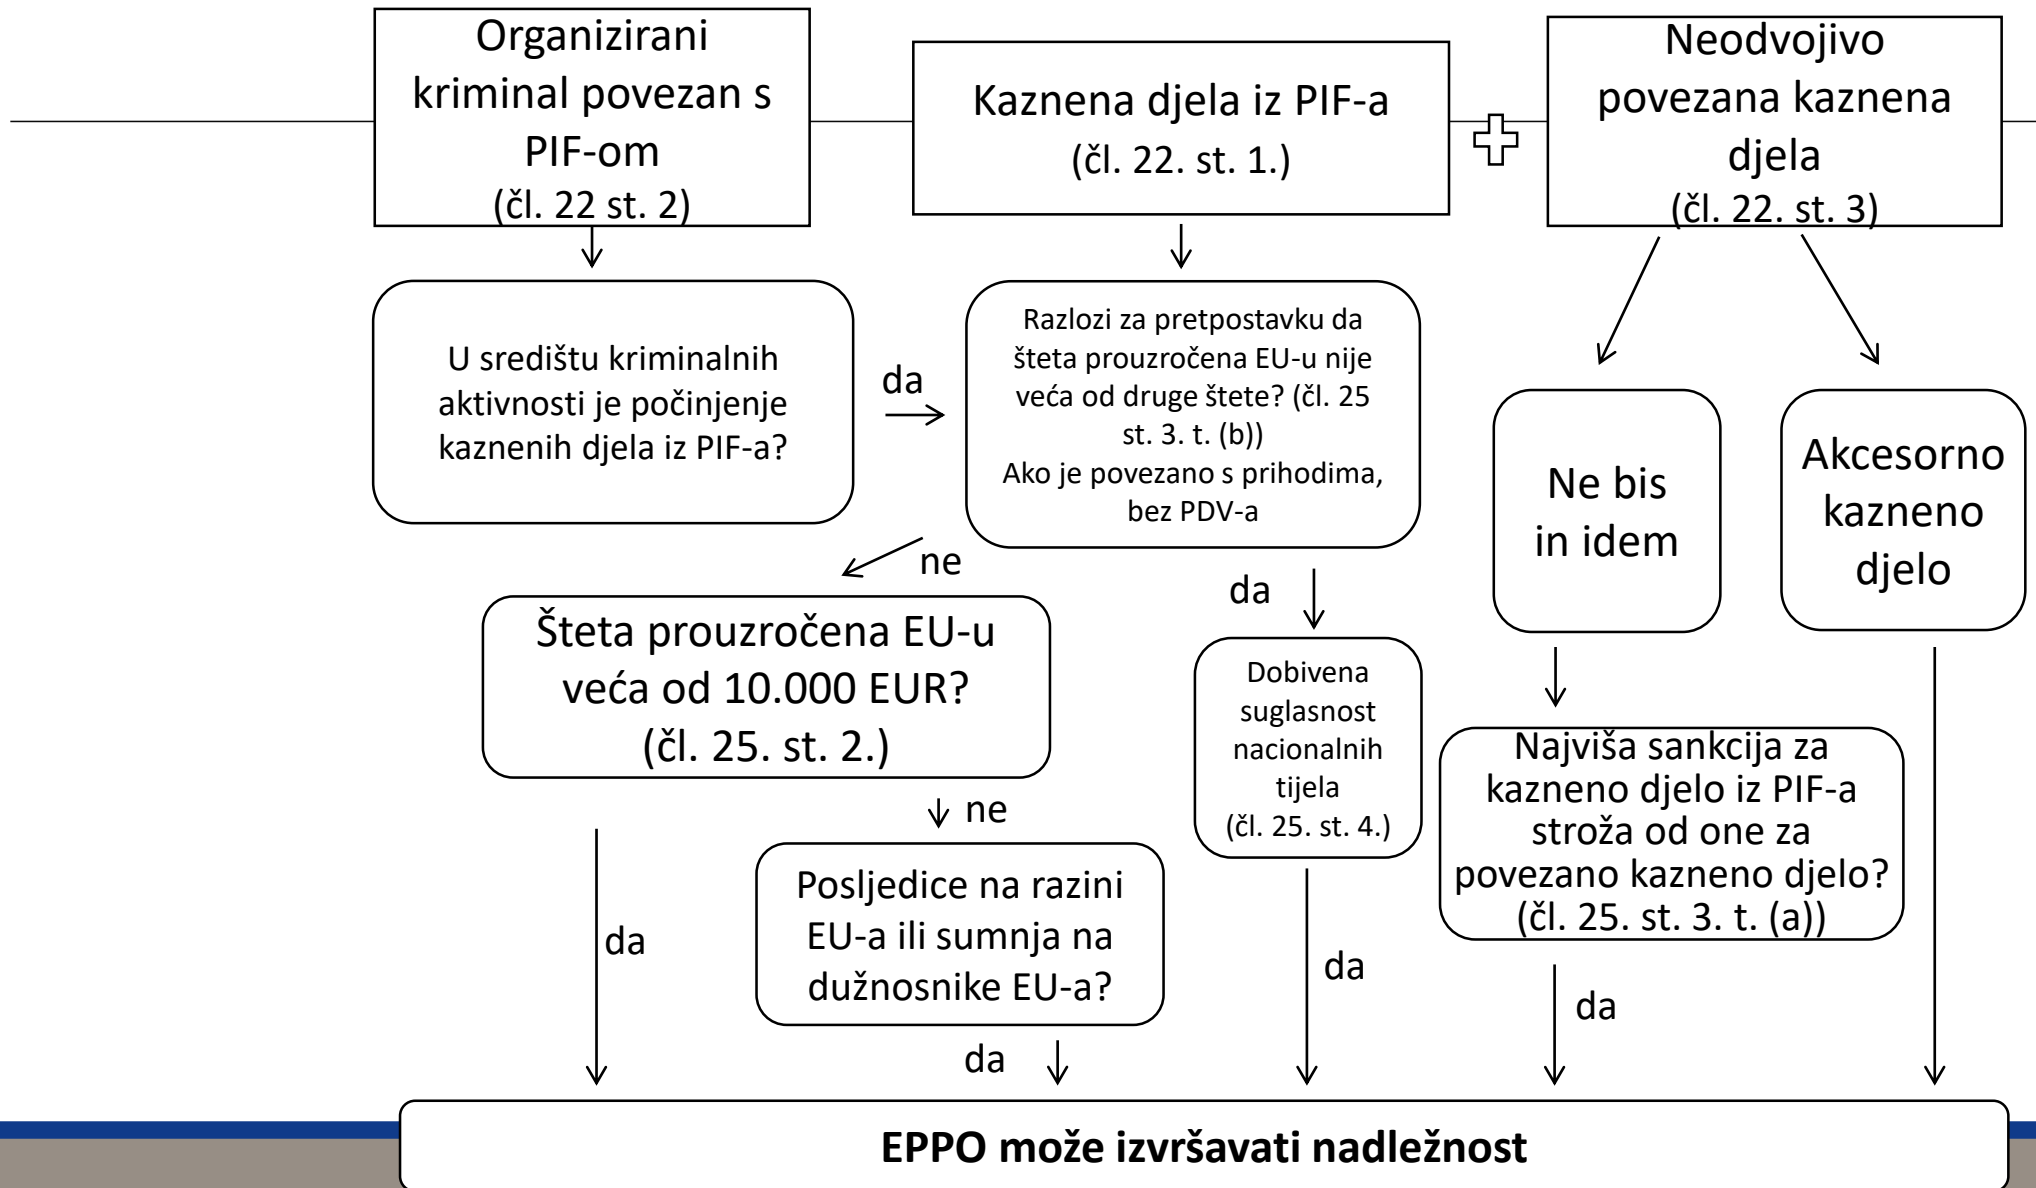 Organizirani
kriminal povezan s
PIF-om
(čl. 22 st. 2)
Kaznena djela iz PIF-a
(čl. 22. st. 1.)
Neodvojivo
povezana kaznena
djela
(čl. 22. st. 3)
U središtu kriminalnih
aktivnosti je počinjenje
kaznenih djela iz PIF-a?
da
Razlozi za pretpostavku da
šteta prouzročena EU-u nije
veća od druge štete? (čl. 25
st. 3. t. (b))
Ako je povezano s prihodima,
bez PDV-a
Ne bis
in idem
Akcesorno
kazneno
djelo
ne
da
Šteta prouzročena EU-u
veća od 10.000 EUR?
(čl. 25. st. 2.)
Dobivena
suglasnost
nacionalnih
tijela
(čl. 25. st. 4.)
Najviša sankcija za
kazneno djelo iz PIF-a
stroža od one za
povezano kazneno djelo?
(čl. 25. st. 3. t. (a))
ne
Posljedice na razini
EU-a ili sumnja na
dužnosnike EU-a?
da
da
da
da
EPPO može izvršavati nadležnost